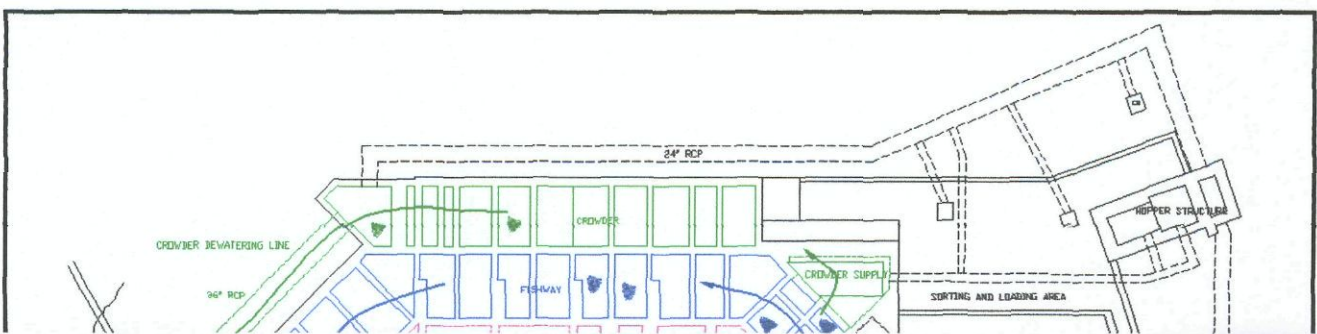 24" RCP
CB
HOPPER STRUCTURE
CROWDER
CROWDER DEWATERING LINE
CROWDER SUPPLY
36" RCP
FISHWAY
SORTING AND LOADING AREA